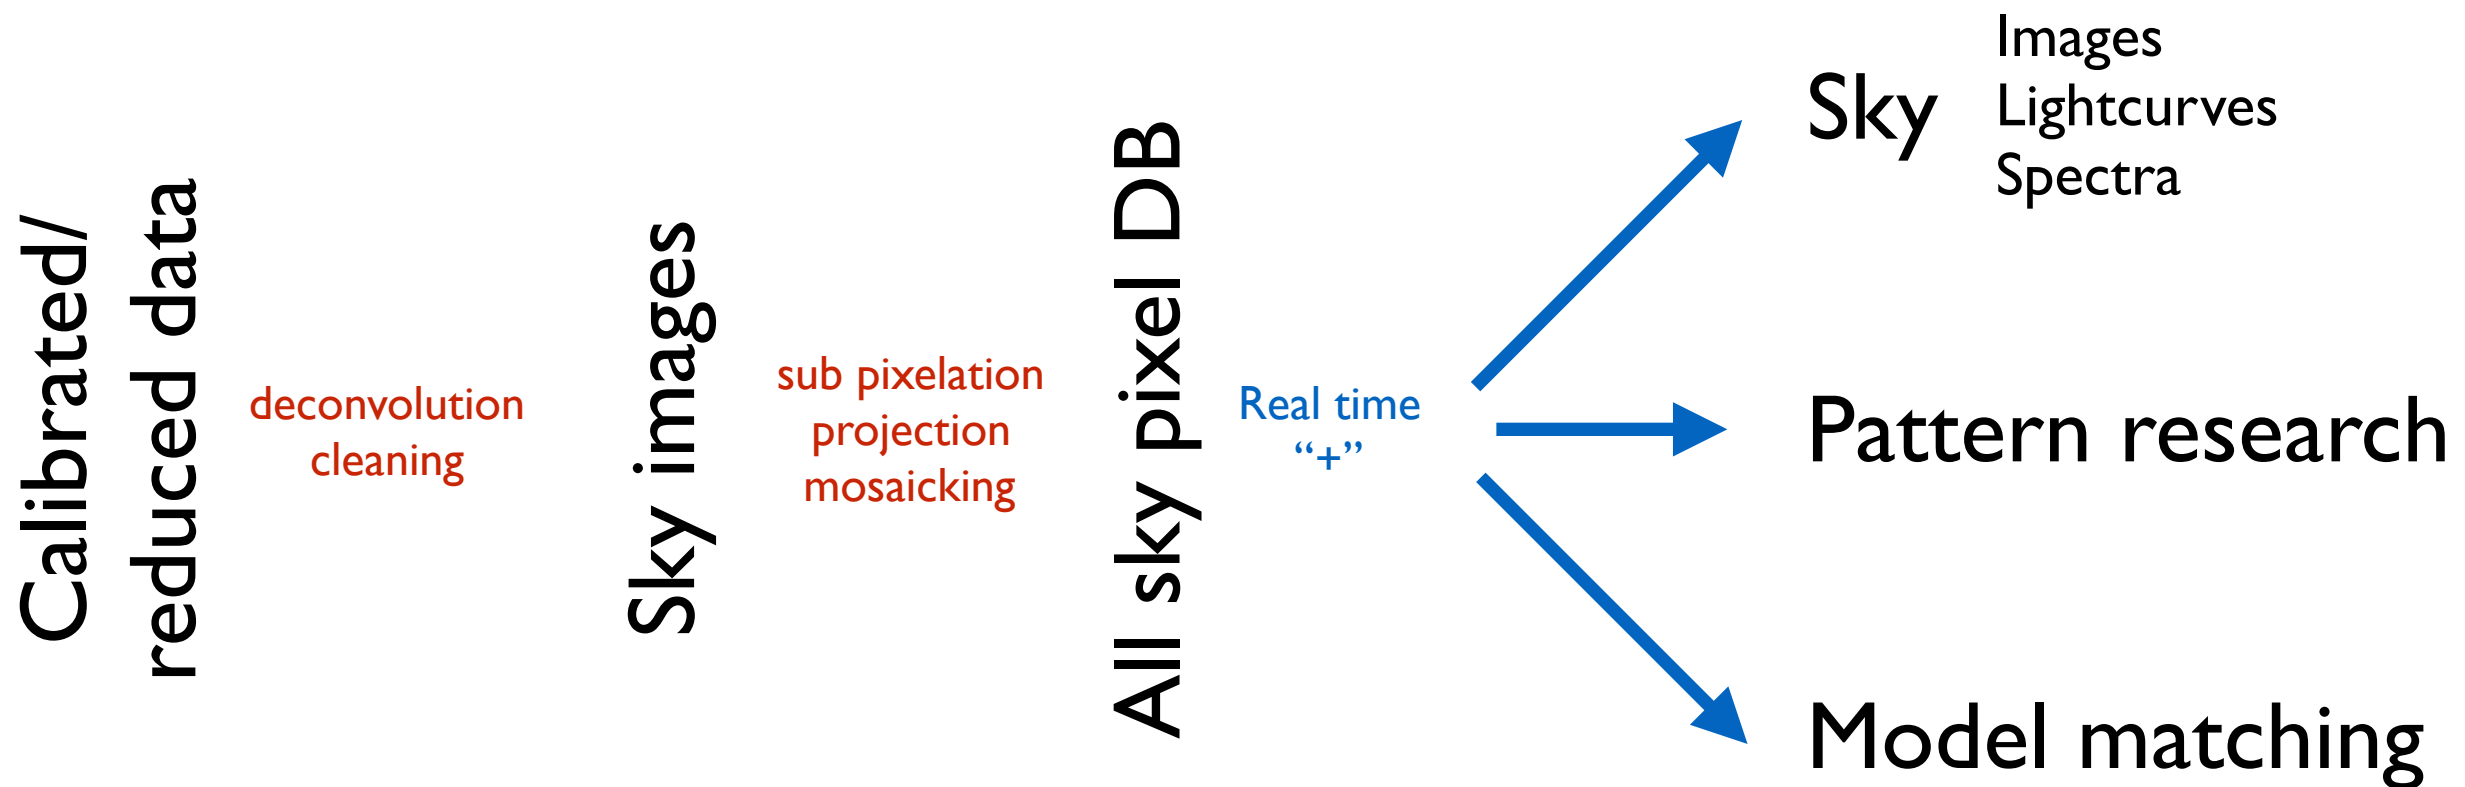 Calibrated/
reduced data
deconvolution
cleaning
Sky images
sub pixelation
projection
mosaicking
All sky pixel DB
Real time
“+”
Sky
Images
Lightcurves
Spectra
Pattern research
Model matching